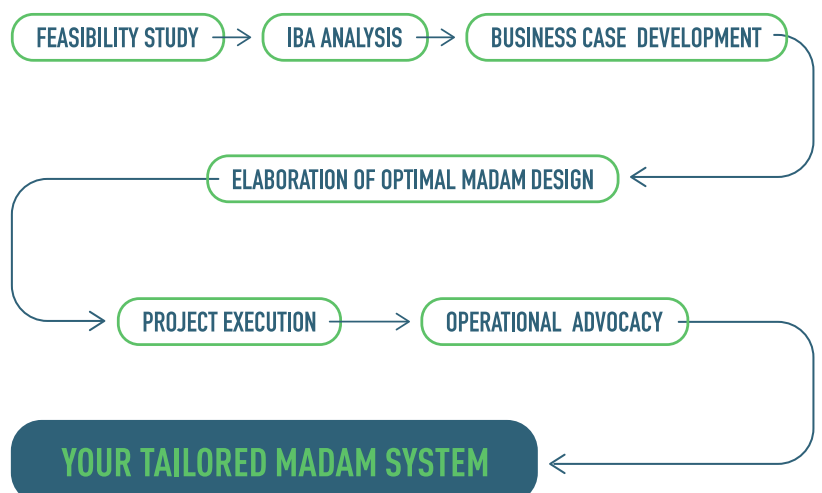 FEASIBILITY STUDY
IBA ANALYSIS
BUSINESS CASE DEVELOPMENT
ELABORATION OF OPTIMAL MADAM DESIGN
PROJECT EXECUTION
OPERATIONAL ADVOCACY
YOUR TAILORED MADAM SYSTEM